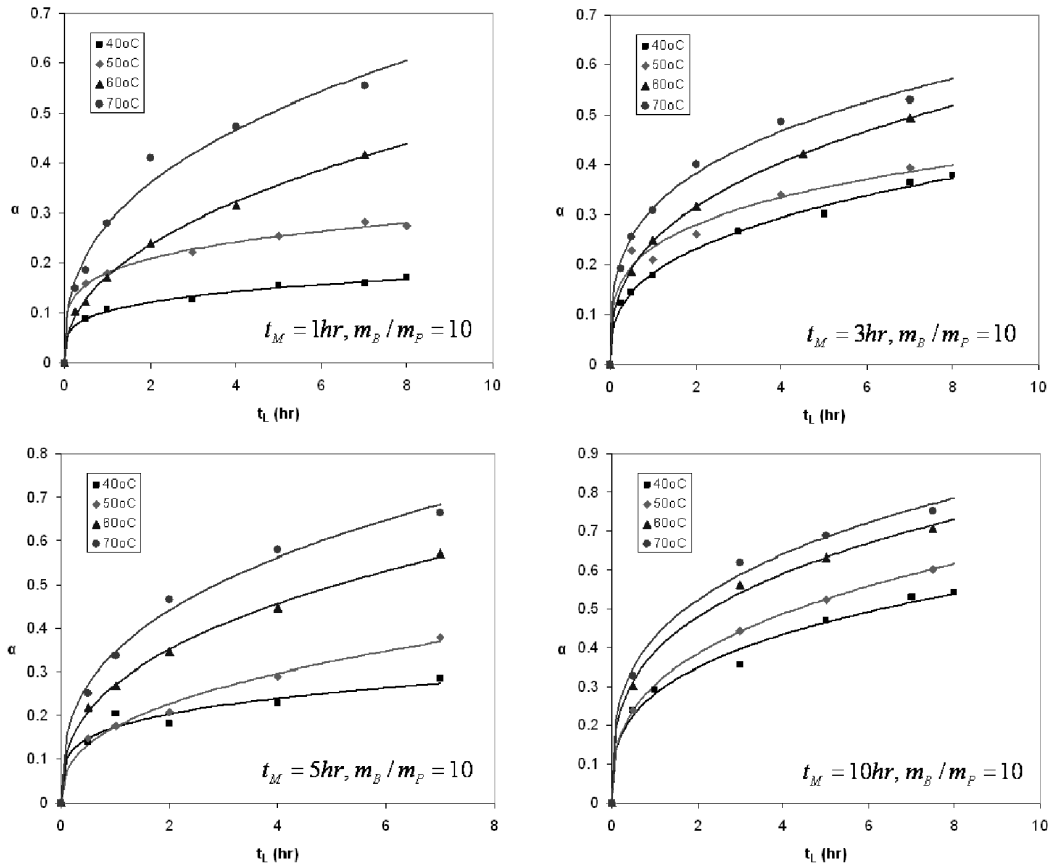 0.7
0.6
0.5
0.4
0.3
0.2
0.1
0
α
40oC
50oC
60oC
70oC
t_M = 1hr, m_B / m_P = 10
0 2 4 6 8 10
t_L (hr)
0.7
0.6
0.5
0.4
0.3
0.2
0.1
0
α
40oC
50oC
60oC
70oC
t_M = 3hr, m_B / m_P = 10
0 2 4 6 8 10
t_L (hr)
0.8
0.7
0.6
0.5
0.4
0.3
0.2
0.1
0
α
40oC
50oC
60oC
70oC
t_M = 5hr, m_B / m_P = 10
0 2 4 6 8
t_L (hr)
0.9
0.8
0.7
0.6
0.5
0.4
0.3
0.2
0.1
0
α
40oC
50oC
60oC
70oC
t_M = 10hr, m_B / m_P = 10
0 2 4 6 8 10
t_L (hr)